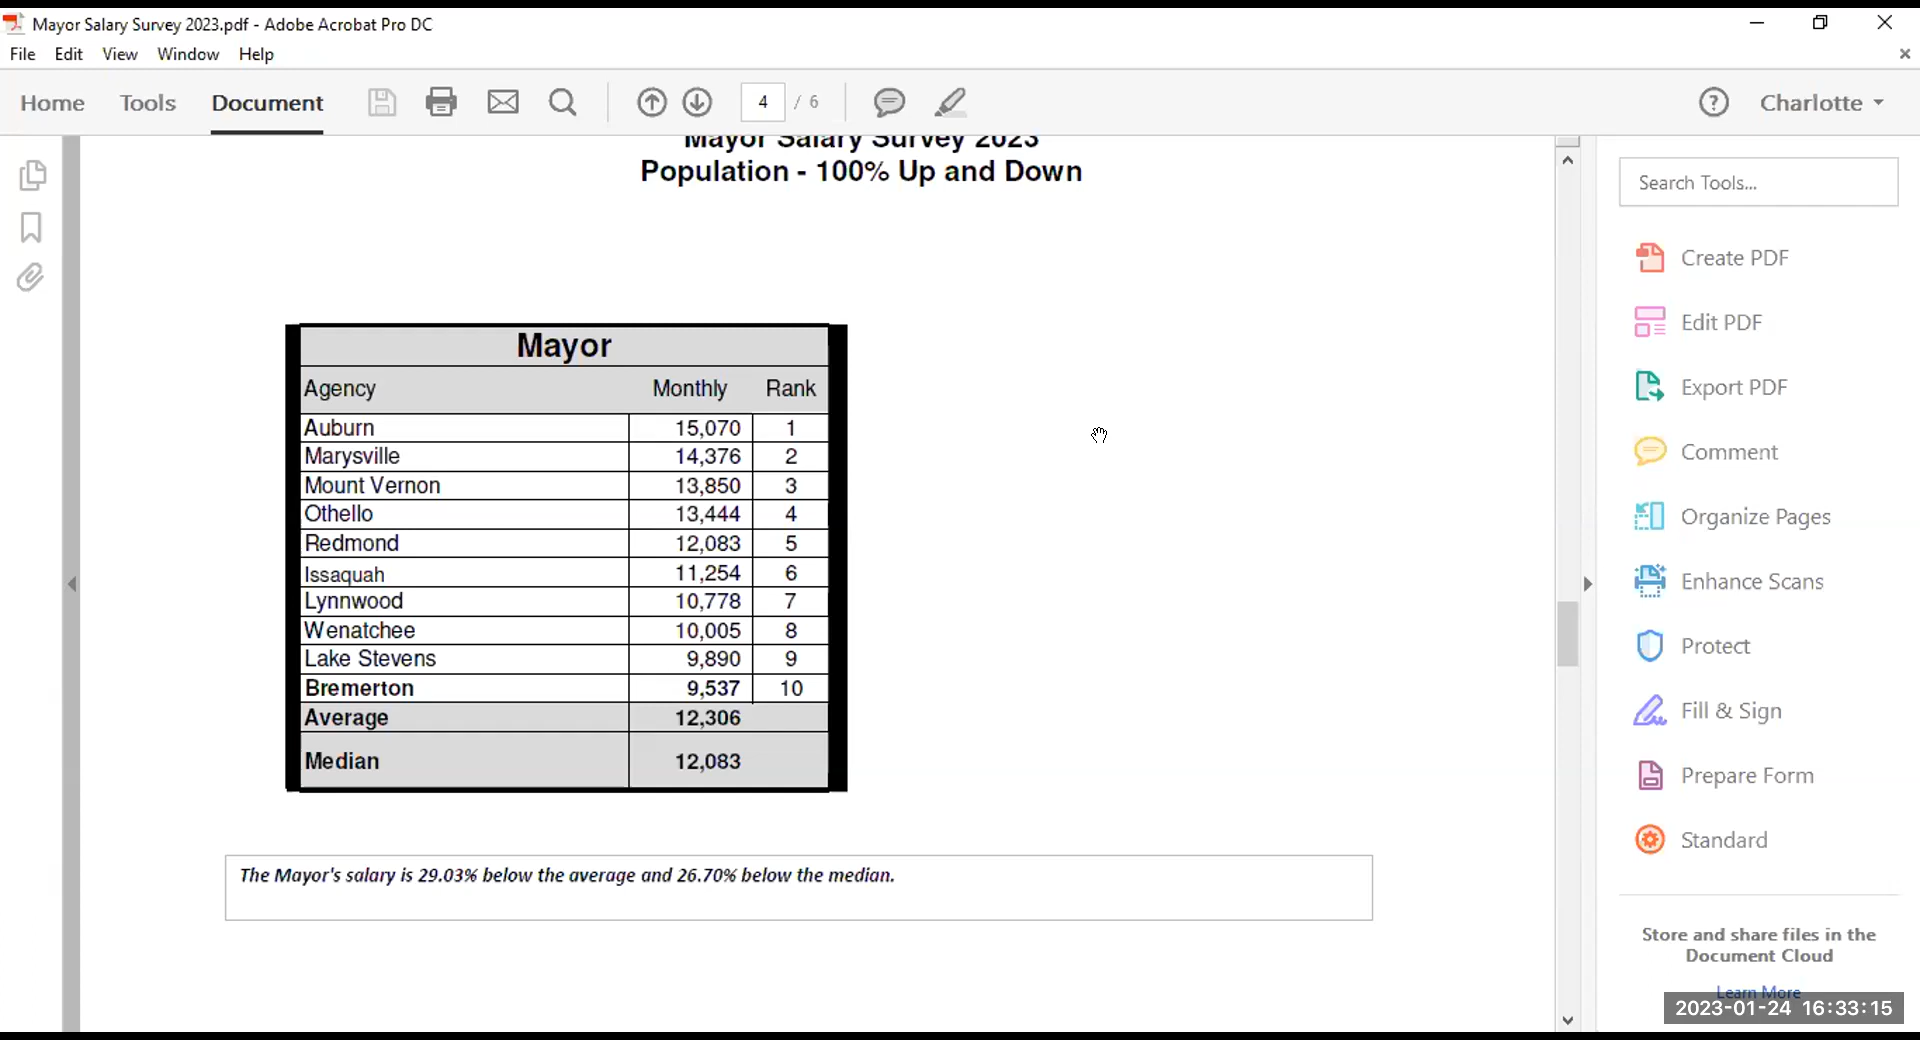 Mayor Salary Survey 2023.pdf - Adobe Acrobat Pro DC
File Edit View Window Help
Home Tools Document 4 / 6 Charlotte
Mayor Salary Survey 2023
Population - 100% Up and Down
Mayor
Agency Monthly Rank
Auburn 15,070 1
Marysville 14,376 2
Mount Vernon 13,850 3
Othello 13,444 4
Redmond 12,083 5
Issaquah 11,254 6
Lynnwood 10,778 7
Wenatchee 10,005 8
Lake Stevens 9,890 9
Bremerton 9,537 10
Average 12,306
Median 12,083
The Mayor's salary is 29.03% below the average and 26.70% below the median.
Search Tools...
Create PDF
Edit PDF
Export PDF
Comment
Organize Pages
Enhance Scans
Protect
Fill & Sign
Prepare Form
Standard
Store and share files in the
Document Cloud
Learn More
2023-01-24 16:33:15